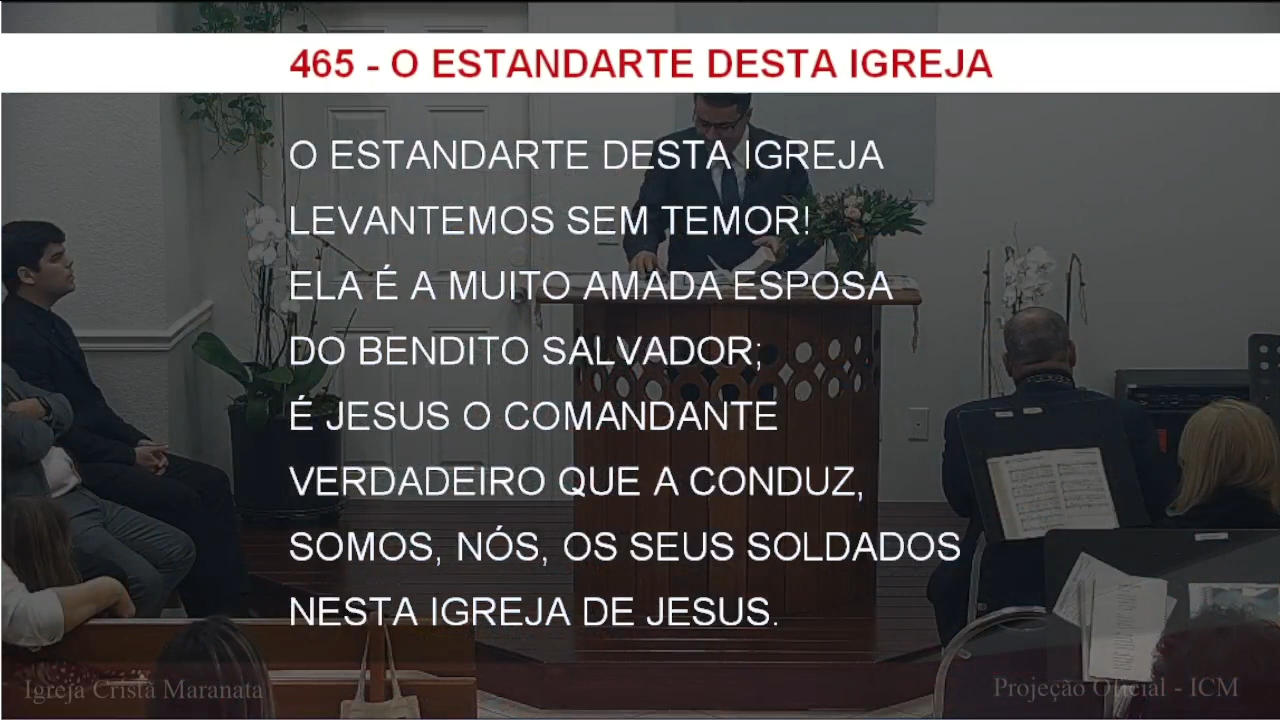 465 - O ESTANDARTE DESTA IGREJA
O ESTANDARTE DESTA IGREJA
LEVANTEMOS SEM TEMOR!
ELA É A MUITO AMADA ESPOSA
DO BENDITO SALVADOR;
É JESUS O COMANDANTE
VERDADEIRO QUE A CONDUZ,
SOMOS, NÓS, OS SEUS SOLDADOS
NESTA IGREJA DE JESUS.
Igreja Cristã Maranata
Projeção Oficial - ICM